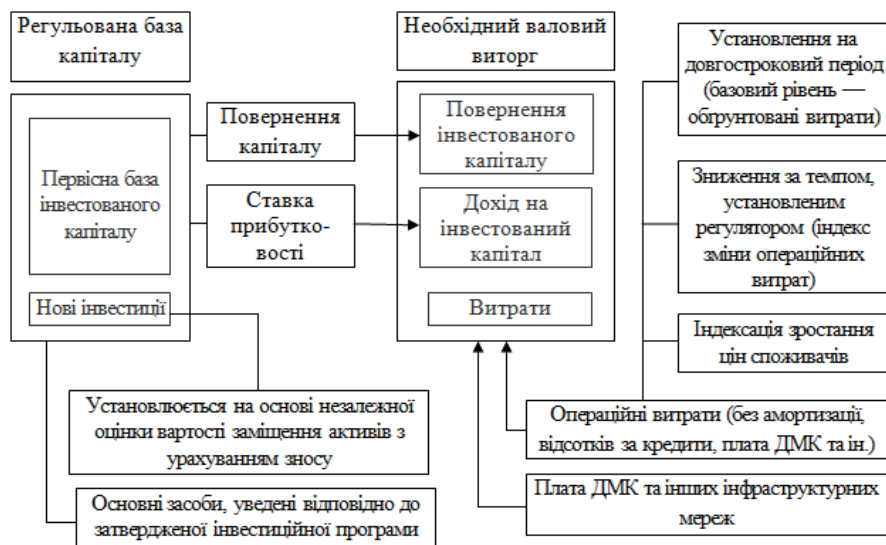 Регульована база
капіталу
Необхідний валовий
виторг
Установлення на
довгостроковий період
(базовий рівень —
обґрунтовані витрати)
Первісна база
інвестованого
капіталу
Нові інвестиції
Повернення
капіталу
Ставка
прибутко-
вості
Повернення
інвестованого
капіталу
Дохід на
інвестований
капітал
Витрати
Зниження за темпом,
установленим
регулятором (індекс
зміни операційних
витрат)
Індексація зростання
цін споживачів
Установлюється на основі незалежної
оцінки вартості заміщення активів з
урахуванням зносу
Операційні витрати (без амортизації,
відсотків за кредити, плата ДМК та ін.)
Основні засоби, уведені відповідно до
затвердженої інвестиційної програми
Плата ДМК та інших інфраструктурних
мереж